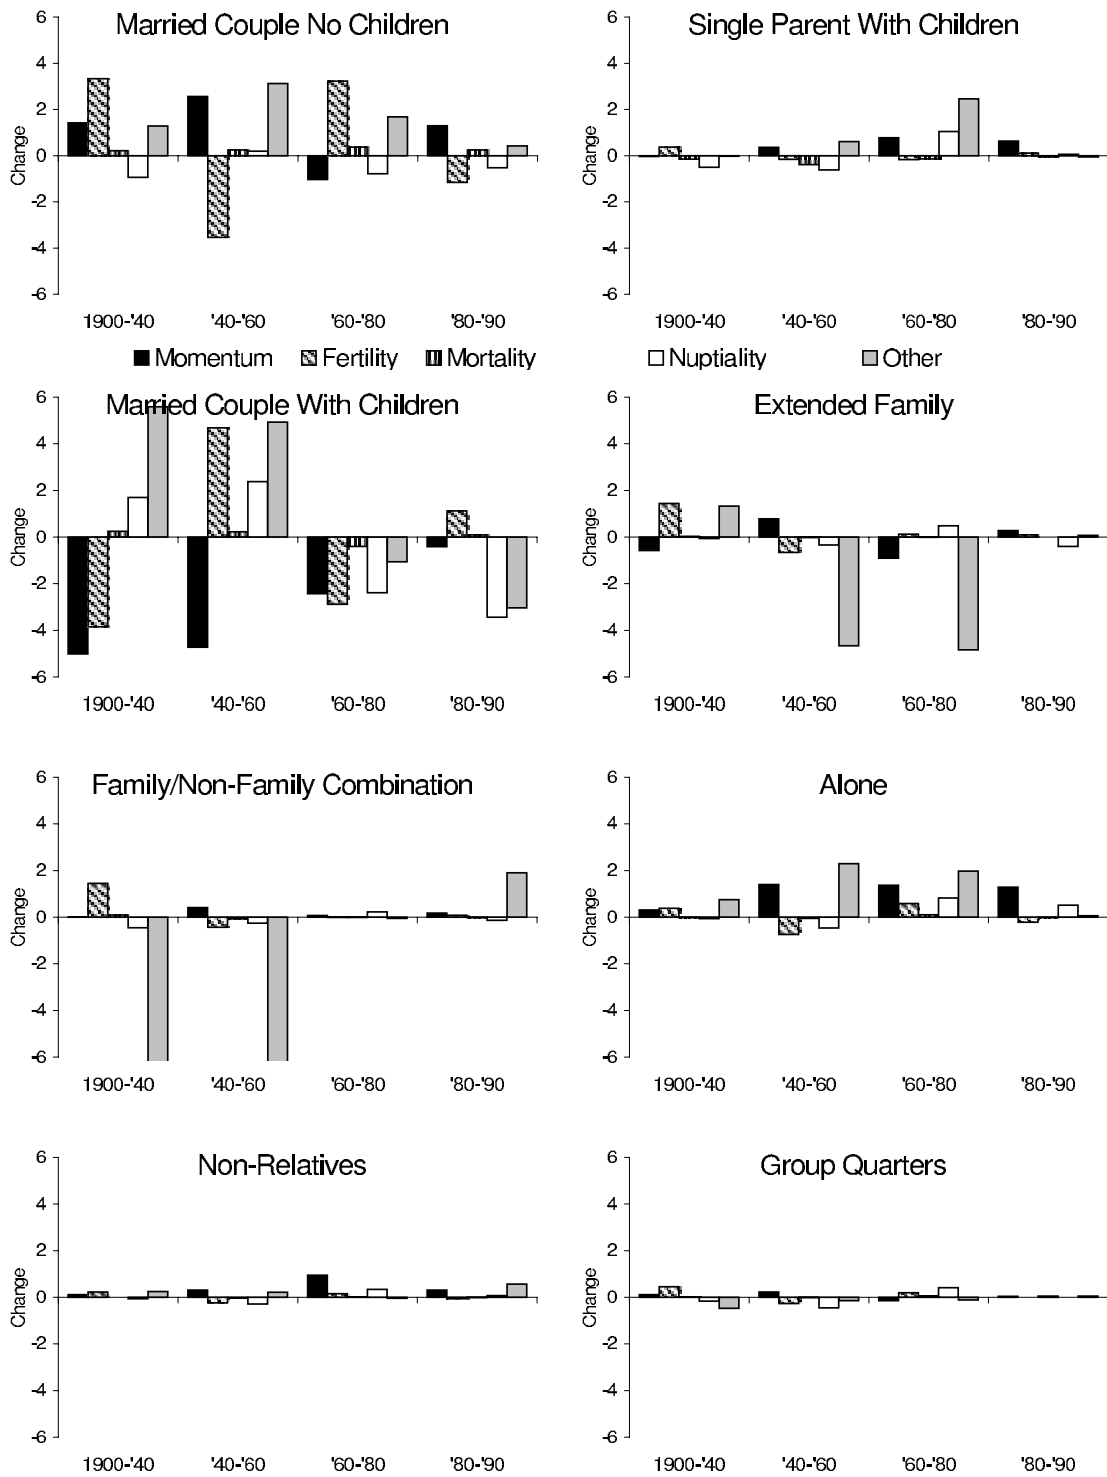 Married Couple No Children
6
4
2
0
-2
-4
-6
Change
1900-'40 '40-'60 '60-'80 '80-'90
Single Parent With Children
6
4
2
0
-2
-4
-6
Change
1900-'40 '40-'60 '60-'80 '80-'90
Momentum Fertility Mortality Nuptiality Other
Married Couple With Children
6
4
2
0
-2
-4
-6
Change
1900-'40 '40-'60 '60-'80 '80-'90
Extended Family
6
4
2
0
-2
-4
-6
Change
1900-'40 '40-'60 '60-'80 '80-'90
Family/Non-Family Combination
6
4
2
0
-2
-4
-6
Change
1900-'40 '40-'60 '60-'80 '80-'90
Alone
6
4
2
0
-2
-4
-6
Change
1900-'40 '40-'60 '60-'80 '80-'90
Non-Relatives
6
4
2
0
-2
-4
-6
Change
1900-'40 '40-'60 '60-'80 '80-'90
Group Quarters
6
4
2
0
-2
-4
-6
Change
1900-'40 '40-'60 '60-'80 '80-'90